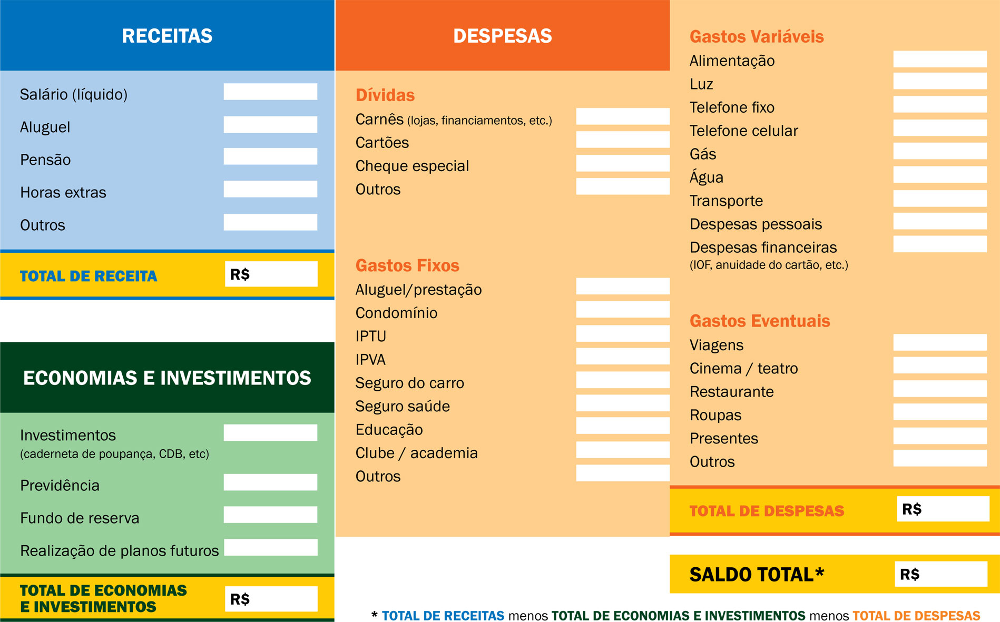 RECEITAS
Salário (líquido)
Aluguel
Pensão
Horas extras
Outros
TOTAL DE RECEITA R$
ECONOMIAS E INVESTIMENTOS
Investimentos
(caderneta de poupança, CDB, etc)
Previdência
Fundo de reserva
Realização de planos futuros
TOTAL DE ECONOMIAS
E INVESTIMENTOS R$
DESPESAS
Dívidas
Carnês (lojas, financiamentos, etc.)
Cartões
Cheque especial
Outros
Gastos Fixos
Aluguel/prestação
Condomínio
IPTU
IPVA
Seguro do carro
Seguro saúde
Educação
Clube / academia
Outros
Gastos Variáveis
Alimentação
Luz
Telefone fixo
Telefone celular
Gás
Água
Transporte
Despesas pessoais
Despesas financeiras
(IOF, anuidade do cartão, etc.)
Gastos Eventuais
Viagens
Cinema / teatro
Restaurante
Roupas
Presentes
Outros
TOTAL DE DESPESAS R$
SALDO TOTAL* R$
* TOTAL DE RECEITAS menos TOTAL DE ECONOMIAS E INVESTIMENTOS menos TOTAL DE DESPESAS